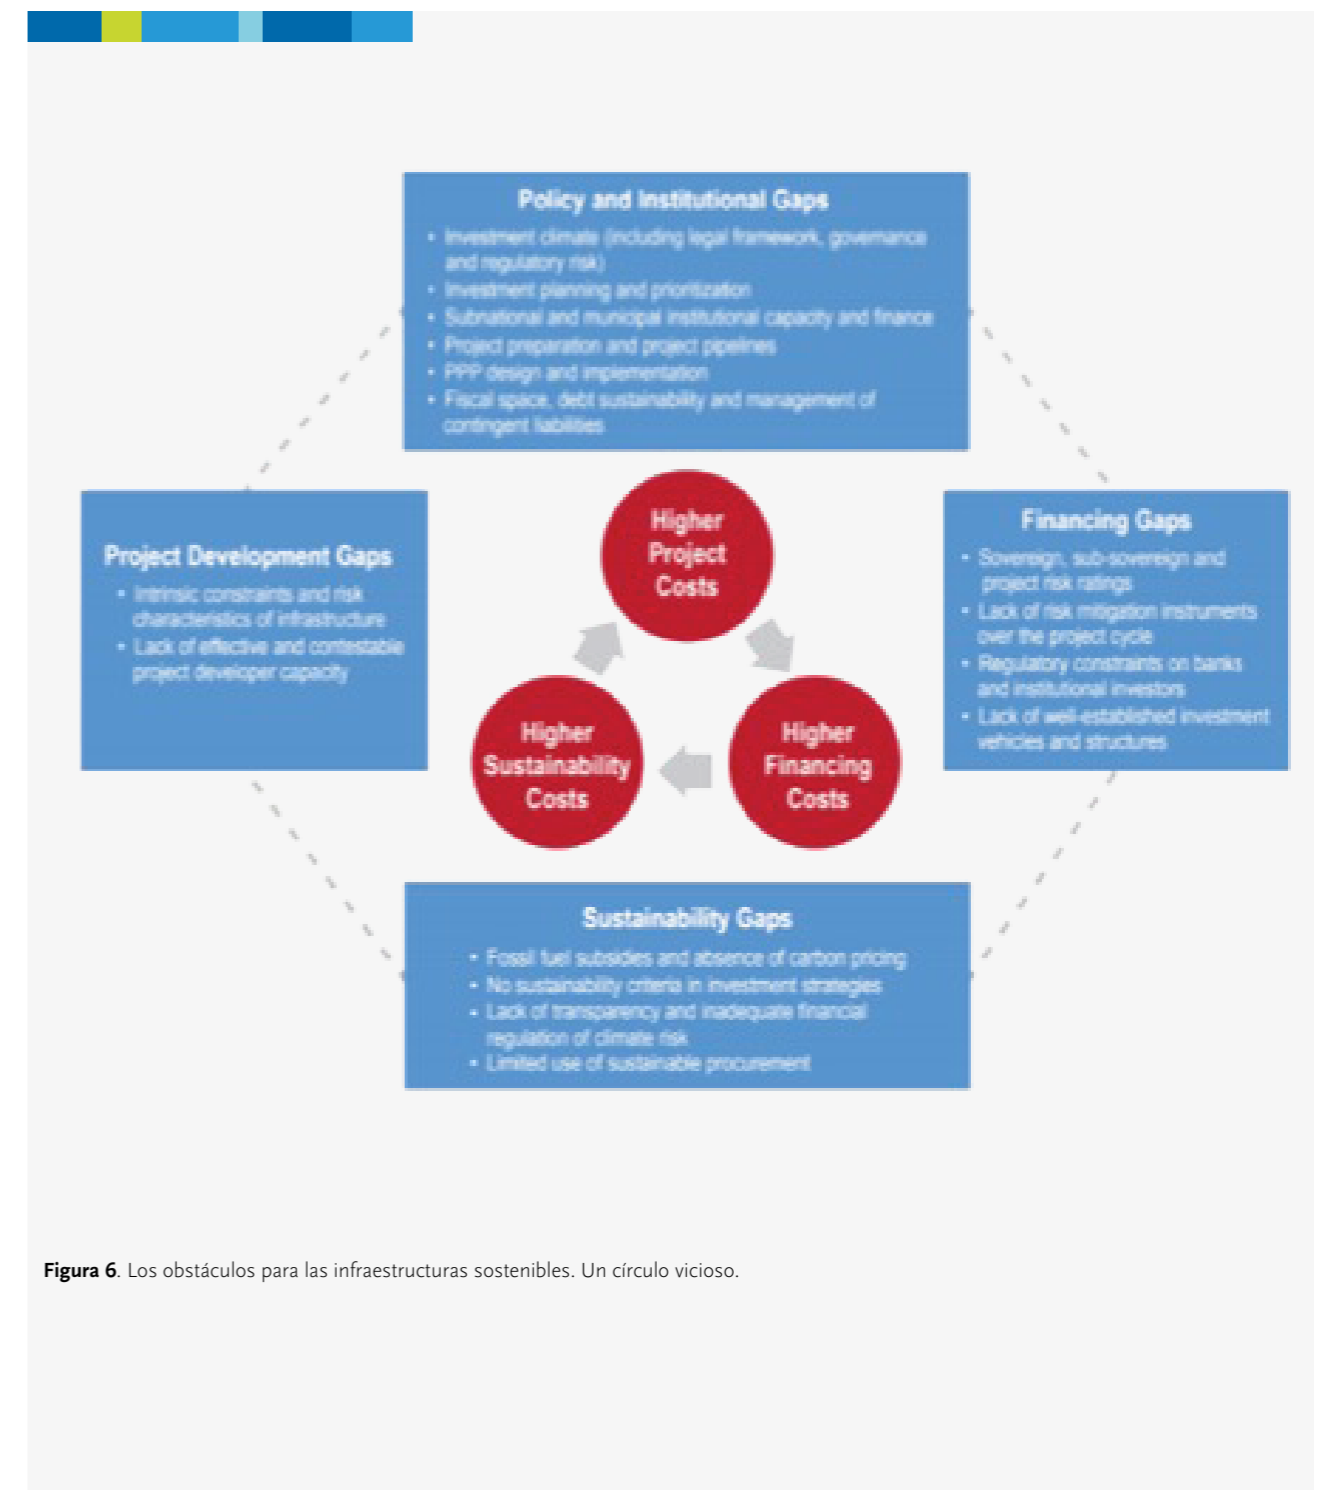 Policy and Institutional Gaps
• Investment climate (including legal framework, governance
and regulatory risk)
• Investment planning and prioritization
• Subnational and municipal institutional capacity and finance
• Project preparation and project pipelines
• PPP design and implementation
• Fiscal space, debt sustainability and management of
contingent liabilities
Project Development Gaps
• Intrinsic constraints and risk
characteristics of infrastructure
• Lack of effective and contestable
project developer capacity
Higher
Project
Costs
Higher
Sustainability
Costs
Higher
Financing
Costs
Financing Gaps
• Sovereign, sub-sovereign and
project risk ratings
• Lack of risk mitigation instruments
over the project cycle
• Regulatory constraints on banks
and institutional investors
• Lack of well-established investment
vehicles and structures
Sustainability Gaps
• Fossil fuel subsidies and absence of carbon pricing
• No sustainability criteria in investment strategies
• Lack of transparency and inadequate financial
regulation of climate risk
• Limited use of sustainable procurement
Figura 6. Los obstáculos para las infraestructuras sostenibles. Un círculo vicioso.